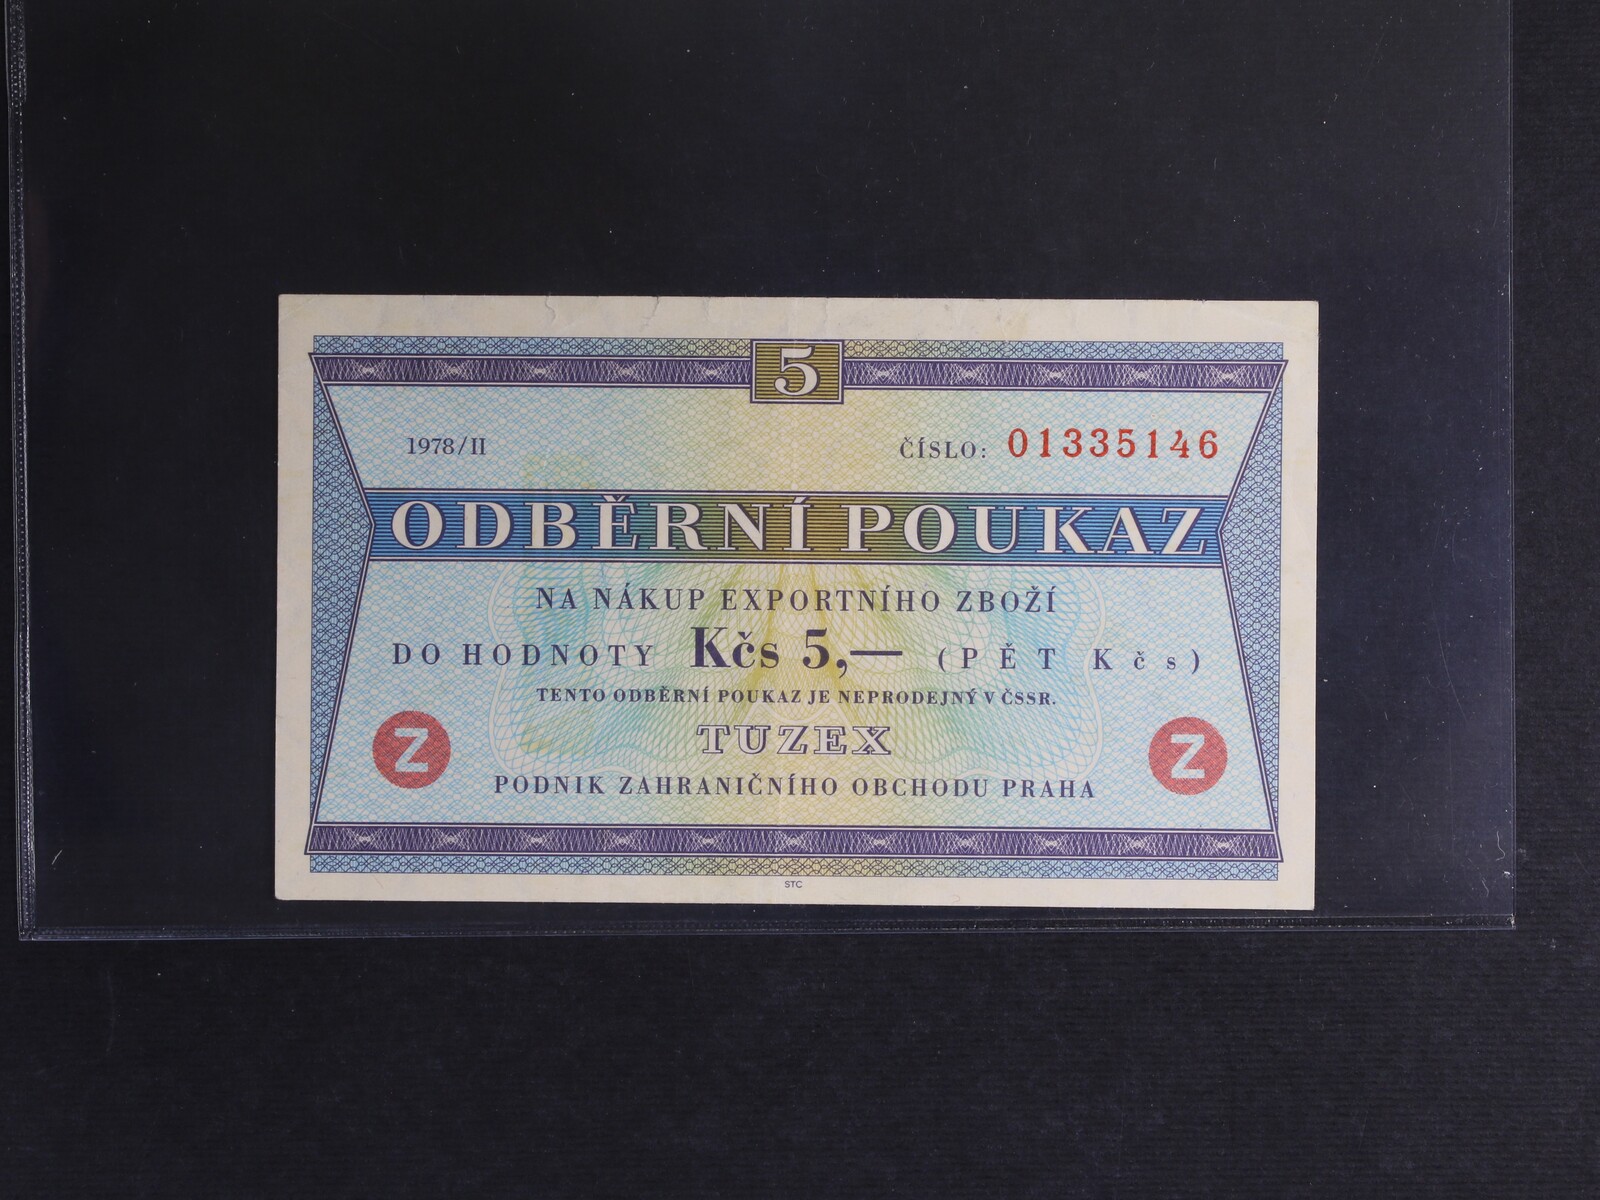 5
1978/II ČÍSLO: 01335146
ODBĚRNÍ POUKAZ
NA NÁKUP EXPORTNÍHO ZBOŽÍ
DO HODNOTY Kčs 5,— (PĚT Kčs)
TENTO ODBĚRNÍ POUKAZ JE NEPRODEJNÝ V ČSSR.
TUZEX
Z Z
PODNIK ZAHRANIČNÍHO OBCHODU PRAHA
STC